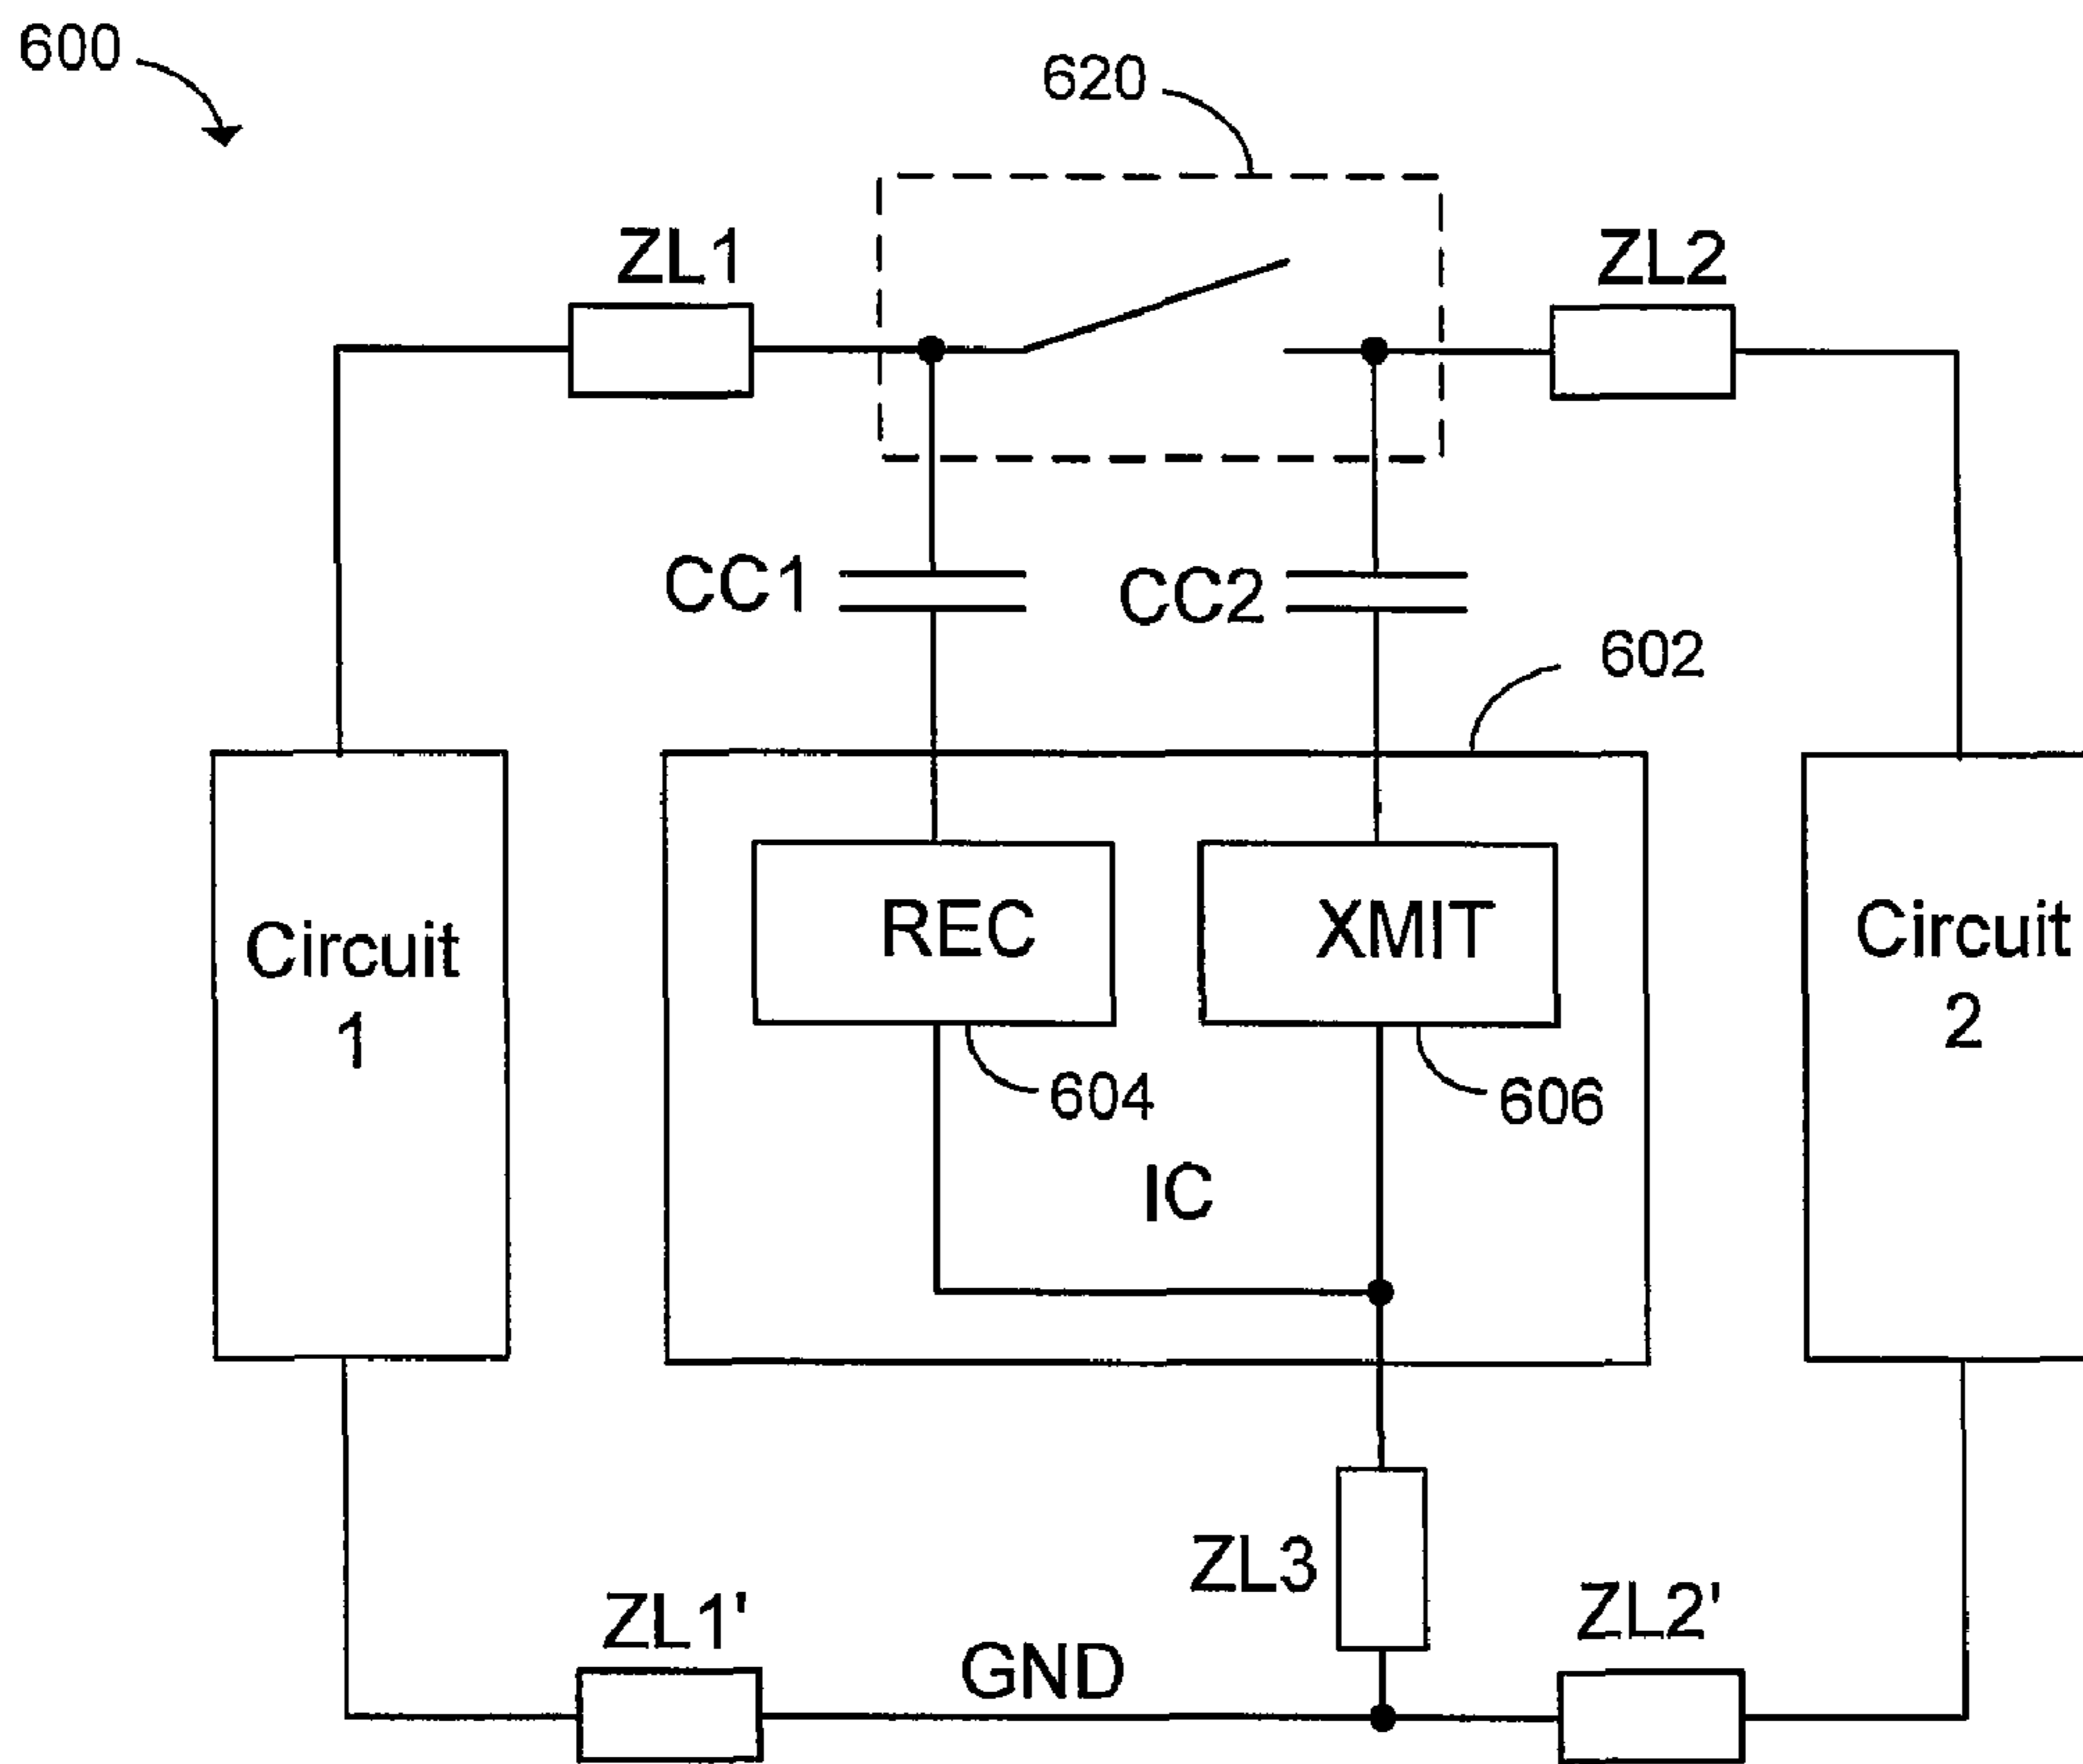 600
620
ZL1
ZL2
CC1
CC2
602
REC
XMIT
Circuit
1
Circuit
2
604
606
IC
ZL3
ZL1'
GND
ZL2'